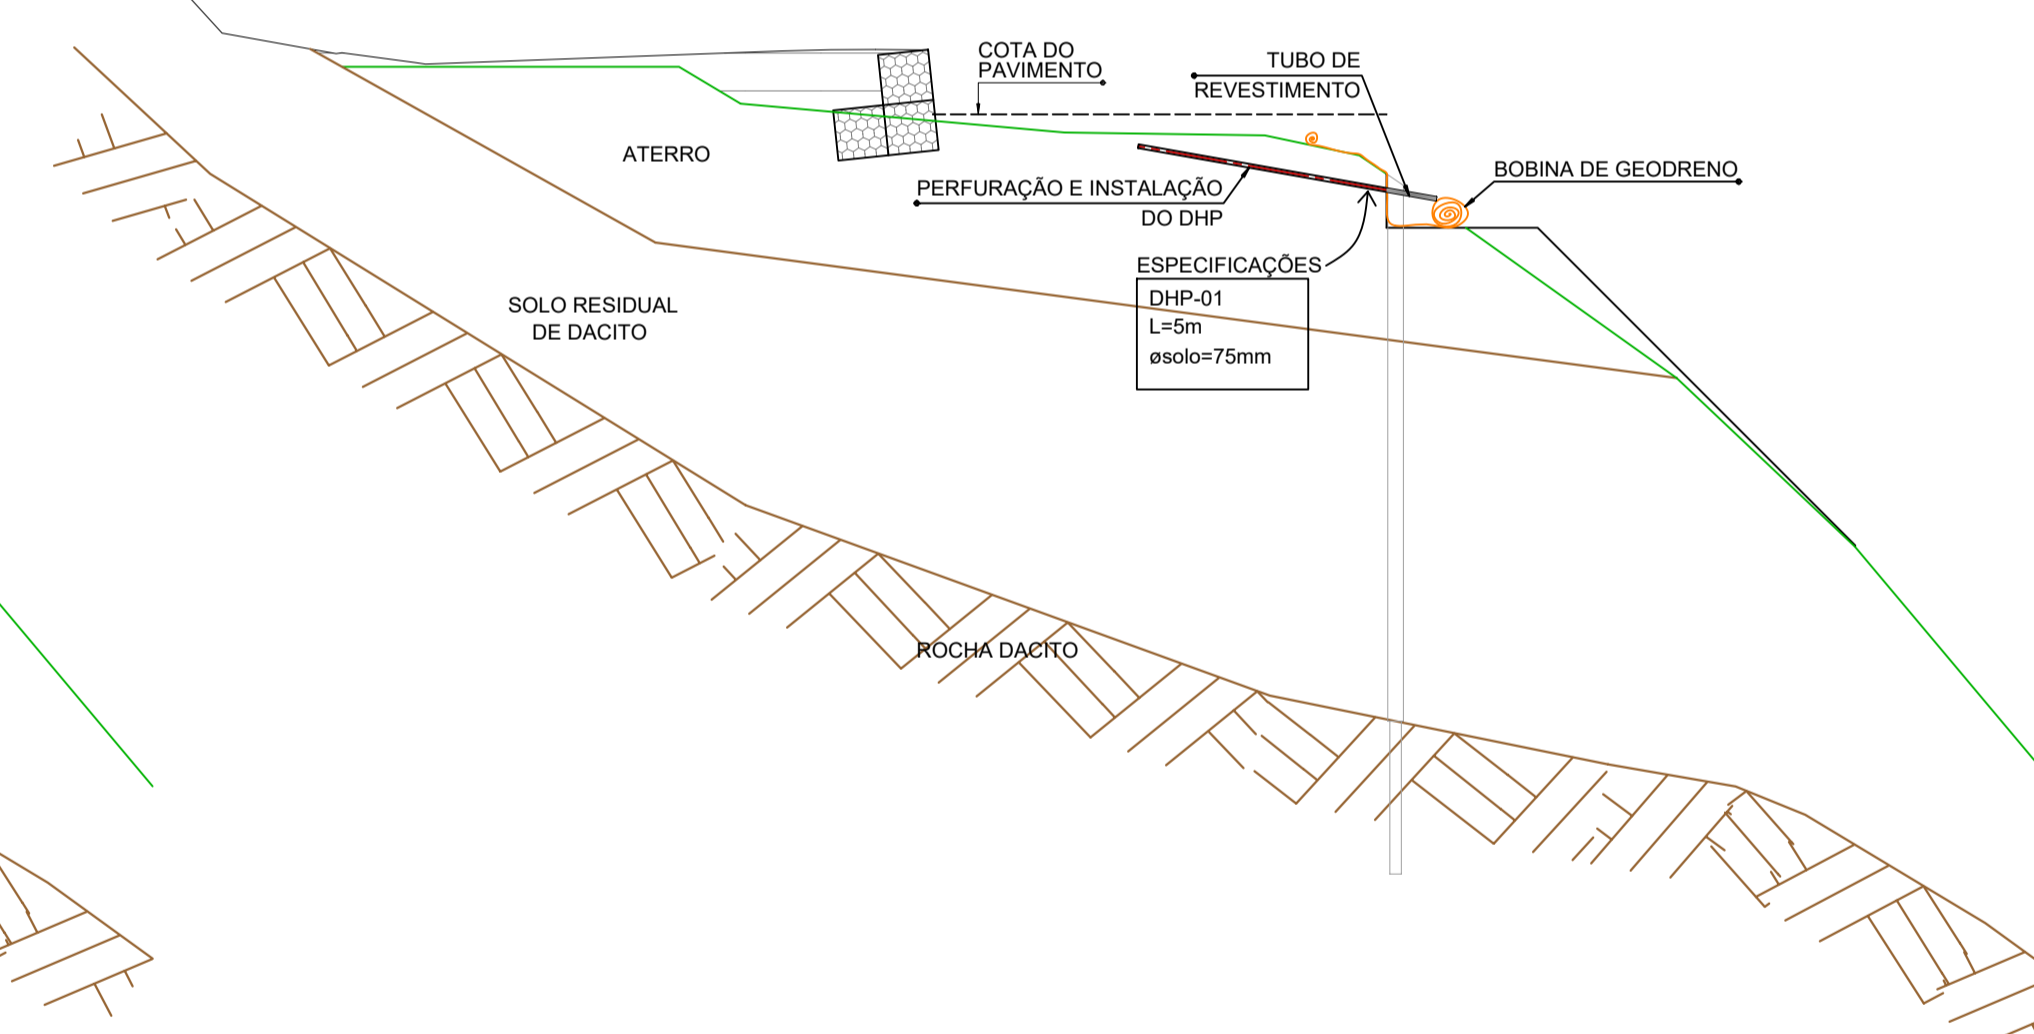 COTA DO
PAVIMENTO
TUBO DE
REVESTIMENTO
ATERRO
BOBINA DE GEODRENO
PERFURAÇÃO E INSTALAÇÃO
DO DHP
ESPECIFICAÇÕES
DHP-01
L=5m
øsolo=75mm
SOLO RESIDUAL
DE DACITO
ROCHA DACITO